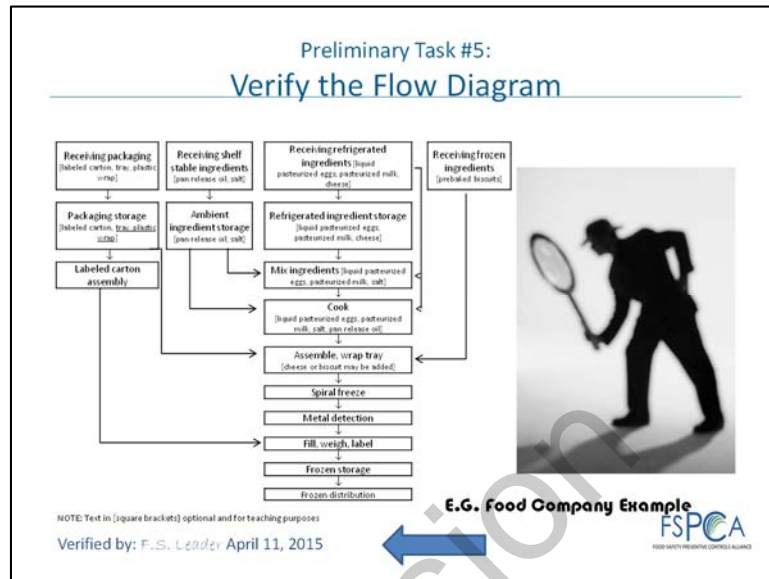 Preliminary Task #5:
Verify the Flow Diagram
Receiving packaging
[labeled carton, tray, plastic
wrap]
Receiving shelf
stable ingredients
[pan release oil, salt]
Receiving refrigerated
ingredients [liquid
pasteurized eggs, pasteurized milk,
cheese]
Receiving frozen
ingredients
[prebaked biscuits]
Packaging storage
[labeled carton, tray, plastic
wrap]
Ambient
ingredient storage
[pan release oil, salt]
Refrigerated ingredient storage
[liquid pasteurized eggs,
pasteurized milk, cheese]
Labeled carton
assembly
Mix ingredients [liquid pasteurized
eggs, pasteurized milk, salt]
Cook
[liquid pasteurized eggs, pasteurized
milk, salt, pan release oil]
Assemble, wrap tray
[cheese or biscuit may be added]
Spiral freeze
Metal detection
Fill, weigh, label
Frozen storage
Frozen distribution
E.G. Food Company Example
NOTE: Text in [square brackets] optional and for teaching purposes
Verified by: F.S. Leader April 11, 2015
FSPCA
FOOD SAFETY PREVENTIVE CONTROLS ALLIANCE